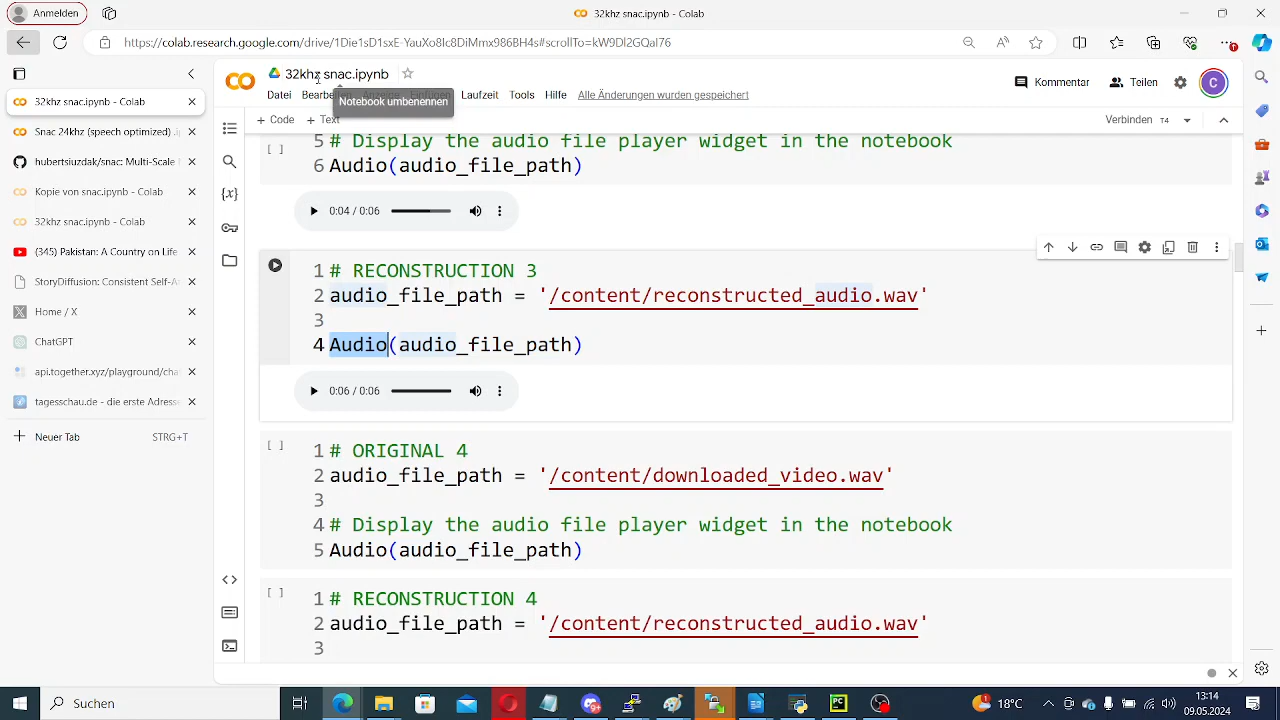 Anmelden
32khz snac.ipynb - Colab
https://colab.research.google.com/drive/1Die1sD1sxE-YauXo8Ic8DiMmx986BH4s#scrollTo=kW9Dl2GQal76
32khz snac.ipynb - Colab
Snac 24khz (speech optimized) .i
hubertsiuzdak/snac: Multi-Scale
Kopie von snac.ipynb - Colab
32khz snac.ipynb - Colab
(345) Pakistan: A Country on Life
StoryDiffusion: Consistent Self-A
Home / X
ChatGPT
api.together.xyz/playground/cha
tagesschau.de - die erste Adress
Neuer Tab
STRG+T
32khz snac.ipynb
Datei Bearbeiten Anzeige Einfügen Laufzeit Tools Hilfe Alle Änderungen wurden gespeichert
Notebook umbenennen
Kommentar
Teilen
C
+ Code + Text
Verbinden T4
[ ]
5 # Display the audio file player widget in the notebook
6 Audio(audio_file_path)
0:04 / 0:06
1 # RECONSTRUCTION 3
2 audio_file_path = '/content/reconstructed_audio.wav'
3
4 Audio(audio_file_path)
0:06 / 0:06
[ ]
1 # ORIGINAL 4
2 audio_file_path = '/content/downloaded_video.wav'
3
4 # Display the audio file player widget in the notebook
5 Audio(audio_file_path)
[ ]
1 # RECONSTRUCTION 4
2 audio_file_path = '/content/reconstructed_audio.wav'
3
Suchen
PC
18°C
13:14
09.05.2024